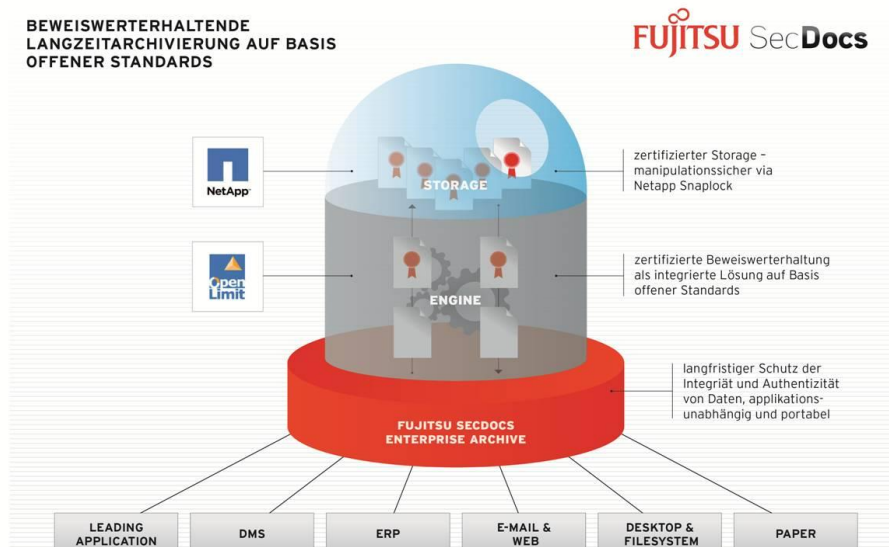 BEWEISWERTERHALTENDE
LANGZEITARCHIVIERUNG AUF BASIS
OFFENER STANDARDS
FUJITSU SecDocs
NetApp
STORAGE
zertifizierter Storage –
manipulationssicher via
Netapp Snaplock
Open
Limit
ENGINE
zertifizierte Beweiswerterhaltung
als integrierte Lösung auf Basis
offener Standards
langfristiger Schutz der
Integriät und Authentizität
von Daten, applikations-
unabhängig und portabel
FUJITSU SECDOCS
ENTERPRISE ARCHIVE
LEADING
APPLICATION
DMS
ERP
E-MAIL &
WEB
DESKTOP &
FILESYSTEM
PAPER